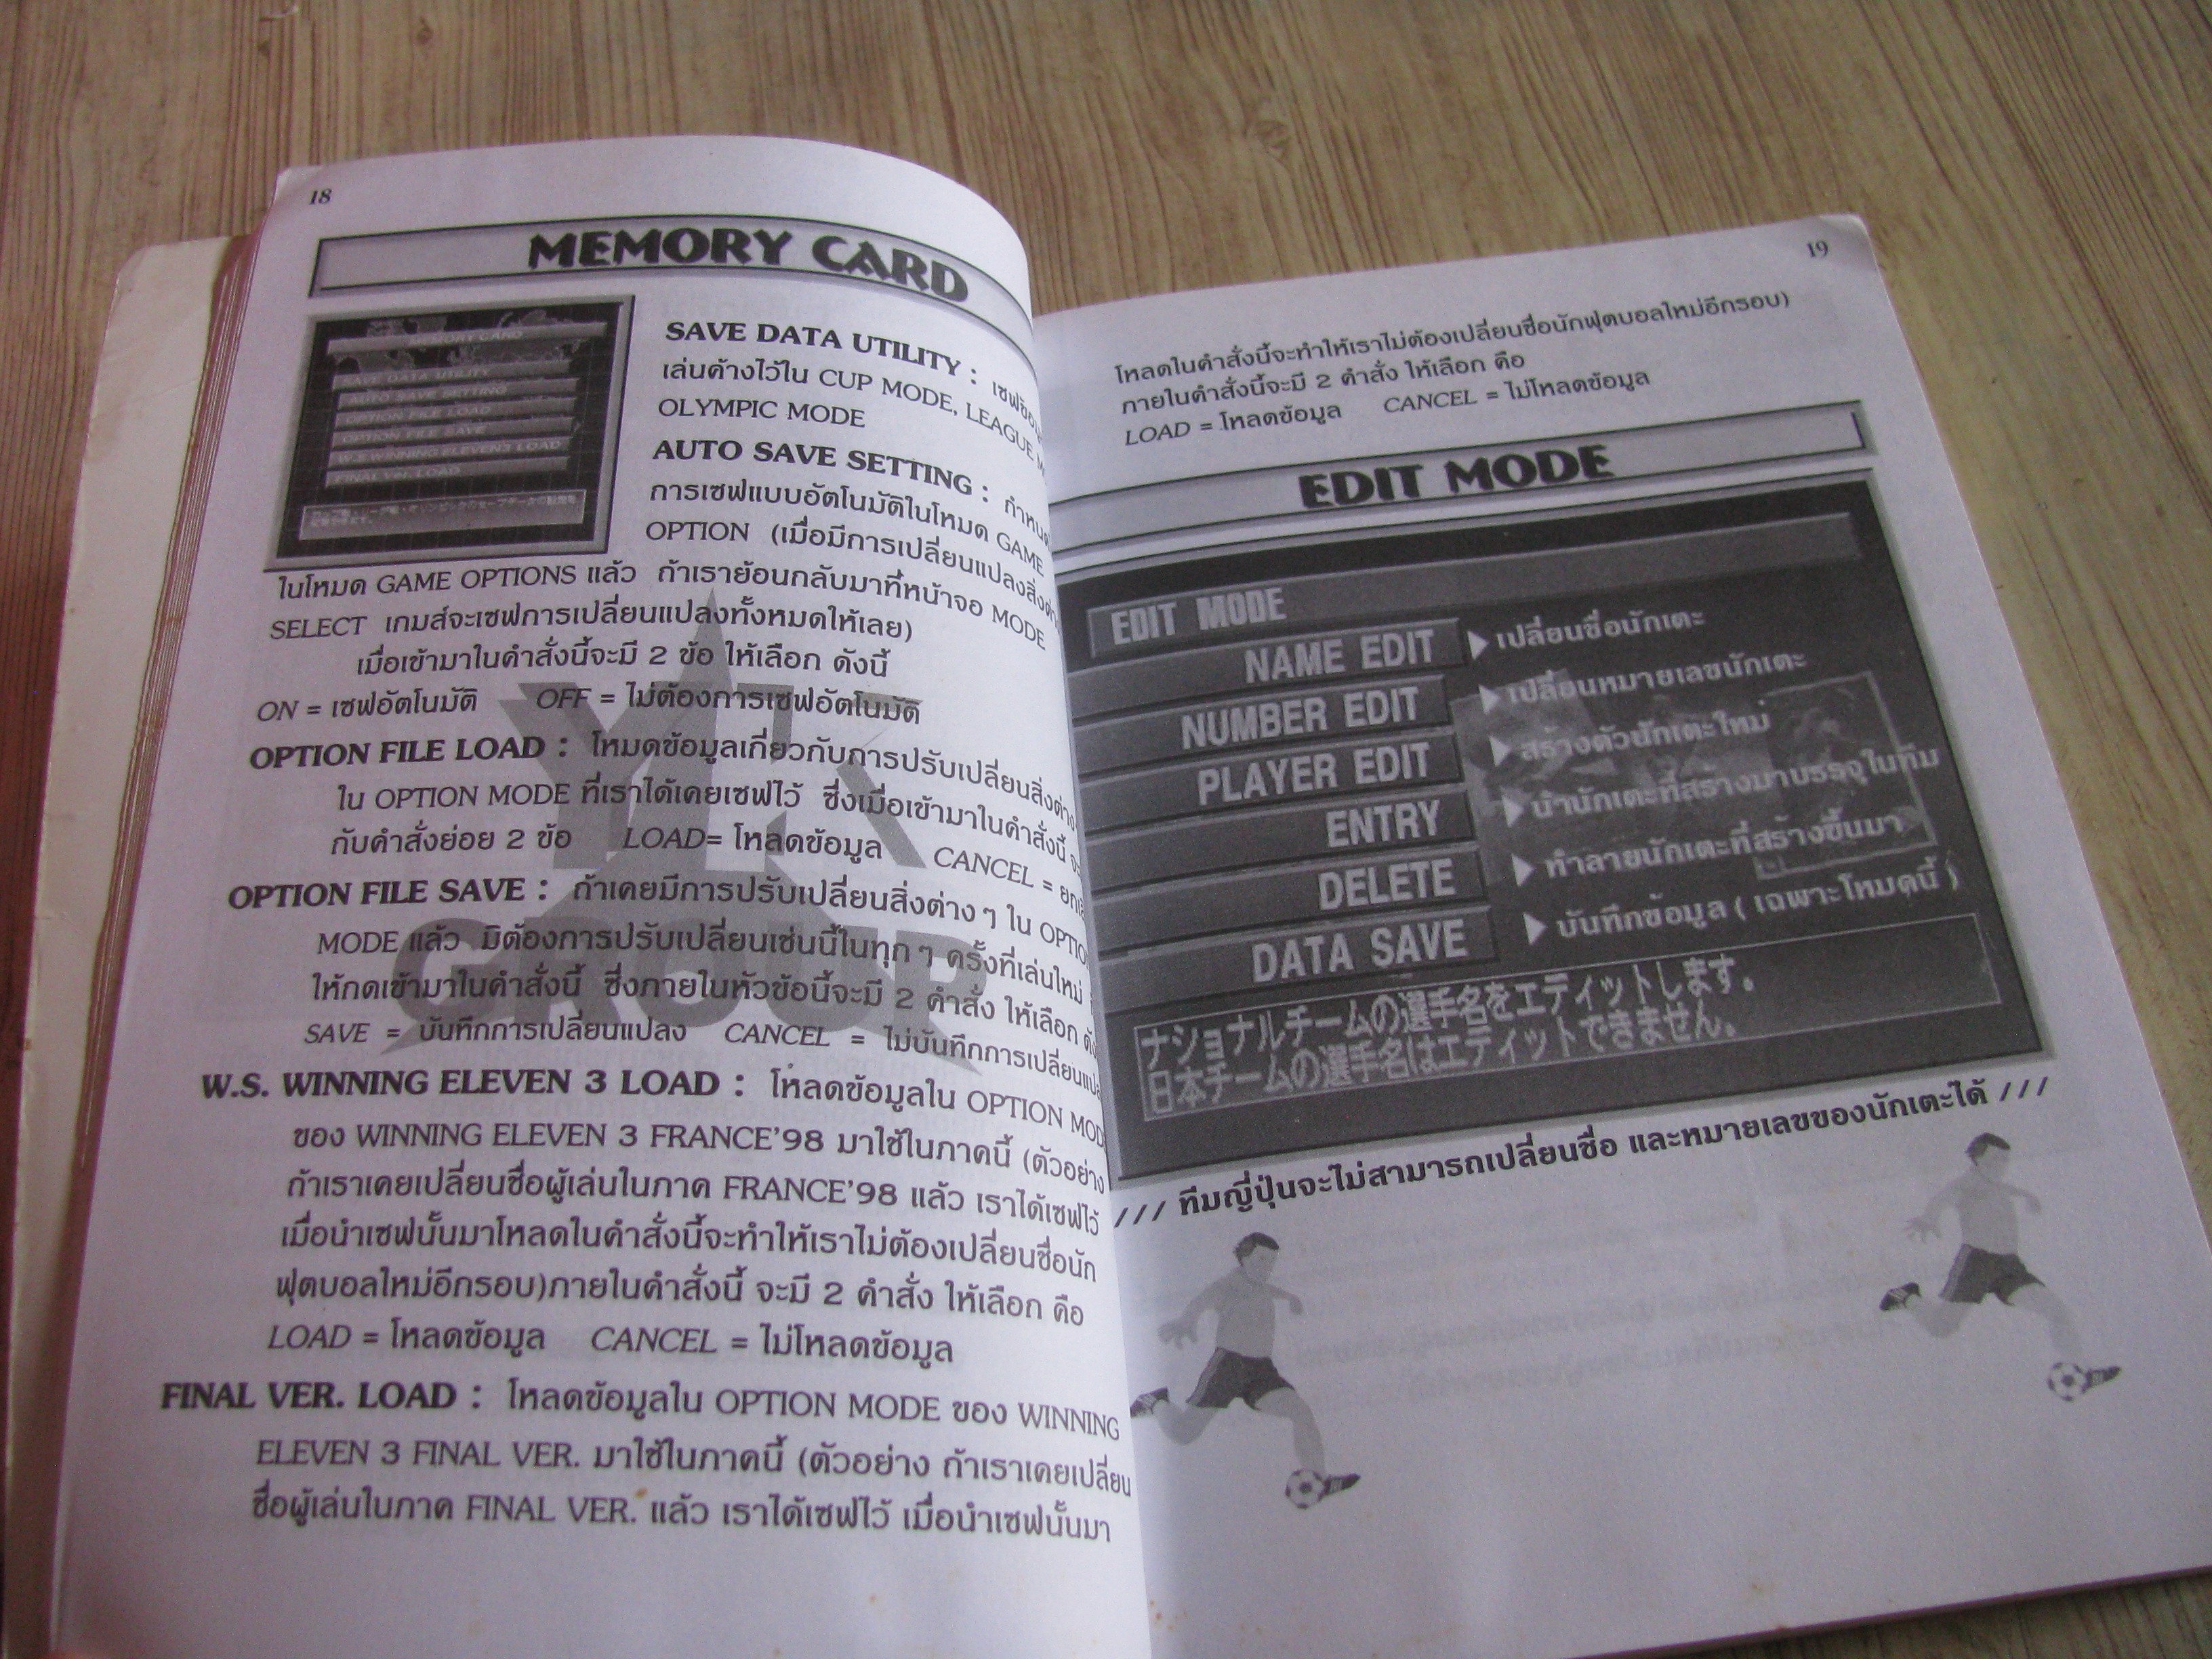 18
MEMORY CARD
MEMORY CARD
SAVE DATA UTILITY
AUTO SAVE SETTING
OPTION FILE LOAD
OPTION FILE SAVE
W.S WINNING ELEVEN3 LOAD
FINAL Ver. LOAD
SAVE DATA UTILITY :
เล่นค้างไว้ใน CUP MODE, LEAGUE
OLYMPIC MODE
AUTO SAVE SETTING : กำหนด
การเซฟแบบอัตโนมัติในโหมด GAME
OPTION (เมื่อมีการเปลี่ยนแปลงสิ่งต่าง
ในโหมด GAME OPTIONS แล้ว ถ้าเราย้อนกลับมาที่หน้าจอ MODE
SELECT เกมส์จะเซฟการเปลี่ยนแปลงทั้งหมดให้เลย)
เมื่อเข้ามาในคำสั่งนี้จะมี 2 ข้อ ให้เลือก ดังนี้
ON = เซฟอัตโนมัติ OFF = ไม่ต้องการเซฟอัตโนมัติ
OPTION FILE LOAD : โหมดข้อมูลเกี่ยวกับการปรับเปลี่ยนสิ่งต่าง
ใน OPTION MODE ที่เราได้เคยเซฟไว้ ซึ่งเมื่อเข้ามาในคำสั่งนี้
กับคำสั่งย่อย 2 ข้อ LOAD= โหลดข้อมูล CANCEL =
OPTION FILE SAVE : ถ้าเคยมีการปรับเปลี่ยนสิ่งต่าง ๆ ใน OPTION
MODE แล้ว มิต้องการปรับเปลี่ยนเช่นนี้ในทุก ๆ ครั้งที่เล่นใหม่
ให้กดเข้ามาในคำสั่งนี้ ซึ่งภายในหัวข้อนี้จะมี 2 คำสั่ง ให้เลือก
SAVE = บันทึกการเปลี่ยนแปลง CANCEL = ไม่บันทึกการเปลี่ยนแปลง
W.S. WINNING ELEVEN 3 LOAD : โหลดข้อมูลใน OPTION MODE
ของ WINNING ELEVEN 3 FRANCE'98 มาใช้ในภาคนี้ (ตัวอย่าง
ถ้าเราเคยเปลี่ยนชื่อผู้เล่นในภาค FRANCE'98 แล้ว เราได้เซฟไว้
เมื่อนำเซฟนั้นมาโหลดในคำสั่งนี้จะทำให้เราไม่ต้องเปลี่ยนชื่อนัก
ฟุตบอลใหม่อีกรอบ)ภายในคำสั่งนี้ จะมี 2 คำสั่ง ให้เลือก คือ
LOAD = โหลดข้อมูล CANCEL = ไม่โหลดข้อมูล
FINAL VER. LOAD : โหลดข้อมูลใน OPTION MODE ของ WINNING
ELEVEN 3 FINAL VER. มาใช้ในภาคนี้ (ตัวอย่าง ถ้าเราเคยเปลี่ยน
ชื่อผู้เล่นในภาค FINAL VER. แล้ว เราได้เซฟไว้ เมื่อนำเซฟนั้นมา
GROUP
19
โหลดในคำสั่งนี้จะทำให้เราไม่ต้องเปลี่ยนชื่อนักฟุตบอลใหม่อีกรอบ)
ภายในคำสั่งนี้จะมี 2 คำสั่ง ให้เลือก คือ
LOAD = โหลดข้อมูล CANCEL = ไม่โหลดข้อมูล
EDIT MODE
EDIT MODE
NAME EDIT ▶ เปลี่ยนชื่อนักเตะ
NUMBER EDIT ▶ เปลี่ยนหมายเลขนักเตะ
PLAYER EDIT ▶ สร้างตัวนักเตะใหม่
ENTRY ▶ นำนักเตะที่สร้างมาบรรจุในทีม
DELETE ▶ ทำลายนักเตะที่สร้างขึ้นมา
DATA SAVE ▶ บันทึกข้อมูล ( เฉพาะโหมดนี้ )
ナショナルチームの選手名をエディットします。
日本チームの選手名はエディットできません。
/// ทีมญี่ปุ่นจะไม่สามารถเปลี่ยนชื่อ และหมายเลขของนักเตะได้ ///